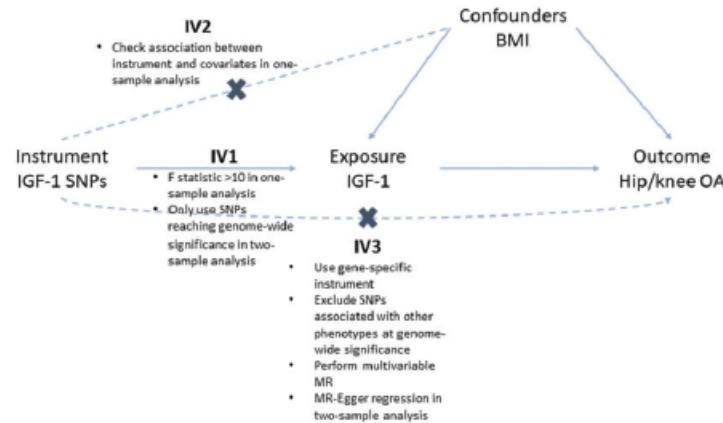 IV2
• Check association between
instrument and covariates in one-
sample analysis
Confounders
BMI
Instrument
IGF-1 SNPs
IV1
• F statistic >10 in one-
sample analysis
• Only use SNPs
reaching genome-wide
significance in two-
sample analysis
Exposure
IGF-1
Outcome
Hip/knee OA
IV3
• Use gene-specific
instrument
• Exclude SNPs
associated with other
phenotypes at genome-
wide significance
• Perform multivariable
MR
• MR-Egger regression in
two-sample analysis